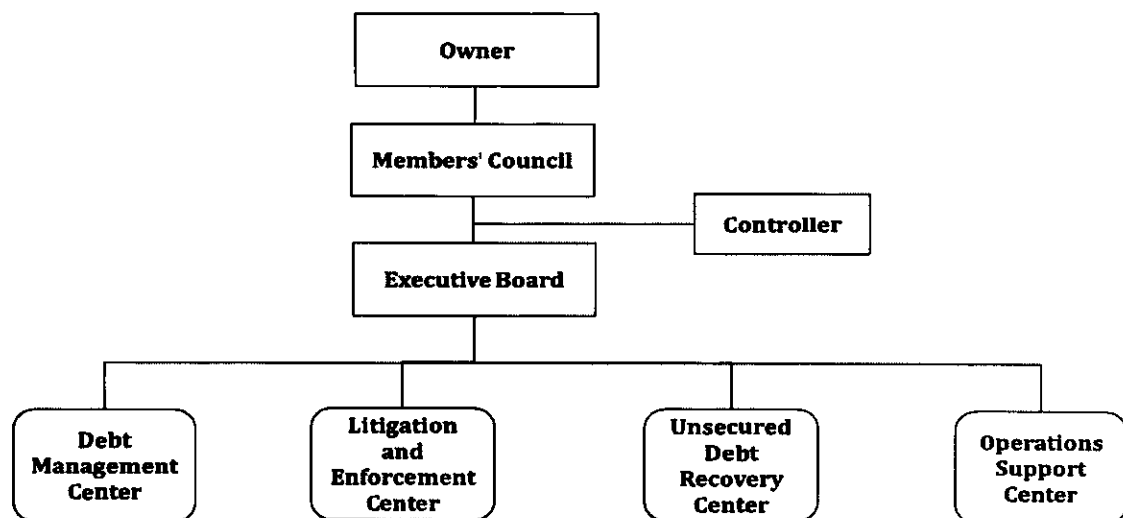 Owner
Members' Council
Controller
Executive Board
Debt
Management
Center
Litigation
and
Enforcement
Center
Unsecured
Debt
Recovery
Center
Operations
Support
Center